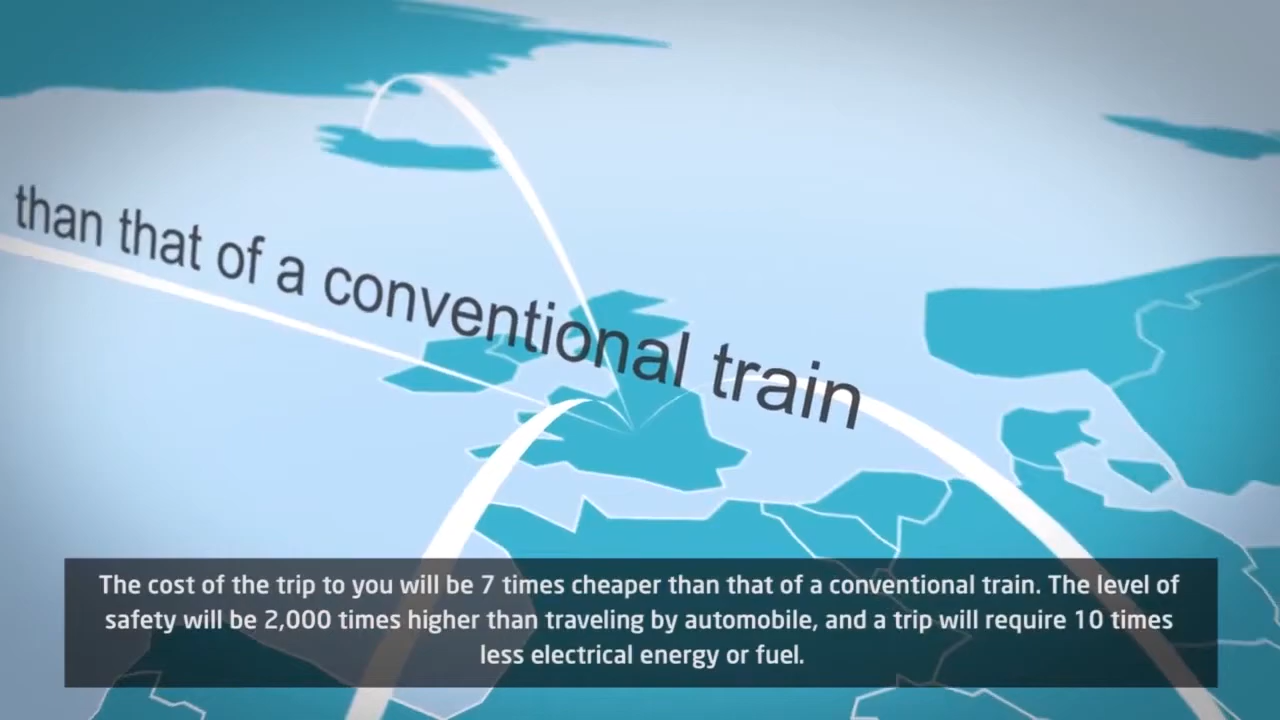 than that of a conventional train
The cost of the trip to you will be 7 times cheaper than that of a conventional train. The level of
safety will be 2,000 times higher than traveling by automobile, and a trip will require 10 times
less electrical energy or fuel.